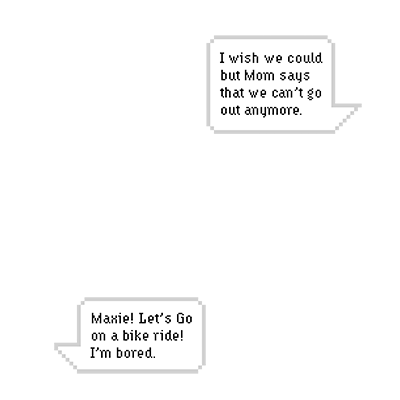 I wish we could
but Mom says
that we can't go
out anymore.
Maxie! Let's Go
on a bike ride!
I'm bored.